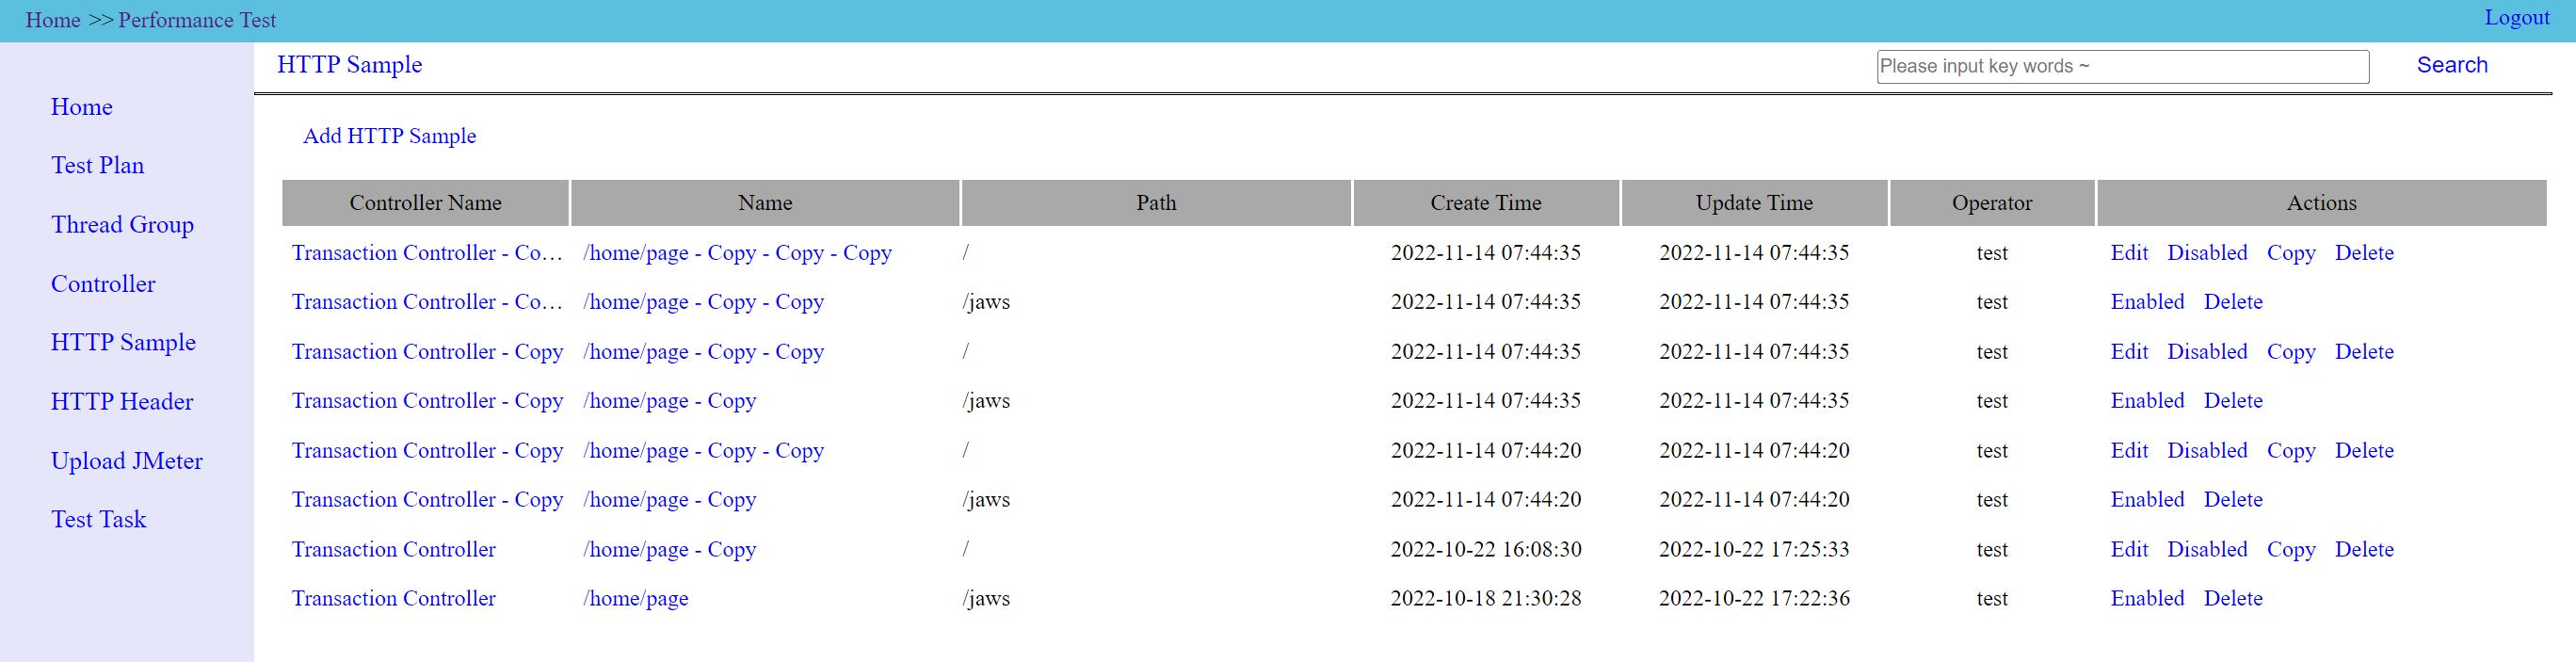 Home >> Performance Test Logout
HTTP Sample Please input key words ~ Search
Home
Test Plan
Thread Group
Controller
HTTP Sample
HTTP Header
Upload JMeter
Test Task
Add HTTP Sample
Controller Name Name Path Create Time Update Time Operator Actions
Transaction Controller - Co… /home/page - Copy - Copy - Copy / 2022-11-14 07:44:35 2022-11-14 07:44:35 test Edit Disabled Copy Delete
Transaction Controller - Co… /home/page - Copy - Copy /jaws 2022-11-14 07:44:35 2022-11-14 07:44:35 test Enabled Delete
Transaction Controller - Copy /home/page - Copy - Copy / 2022-11-14 07:44:35 2022-11-14 07:44:35 test Edit Disabled Copy Delete
Transaction Controller - Copy /home/page - Copy /jaws 2022-11-14 07:44:35 2022-11-14 07:44:35 test Enabled Delete
Transaction Controller - Copy /home/page - Copy - Copy / 2022-11-14 07:44:20 2022-11-14 07:44:20 test Edit Disabled Copy Delete
Transaction Controller - Copy /home/page - Copy /jaws 2022-11-14 07:44:20 2022-11-14 07:44:20 test Enabled Delete
Transaction Controller /home/page - Copy / 2022-10-22 16:08:30 2022-10-22 17:25:33 test Edit Disabled Copy Delete
Transaction Controller /home/page /jaws 2022-10-18 21:30:28 2022-10-22 17:22:36 test Enabled Delete